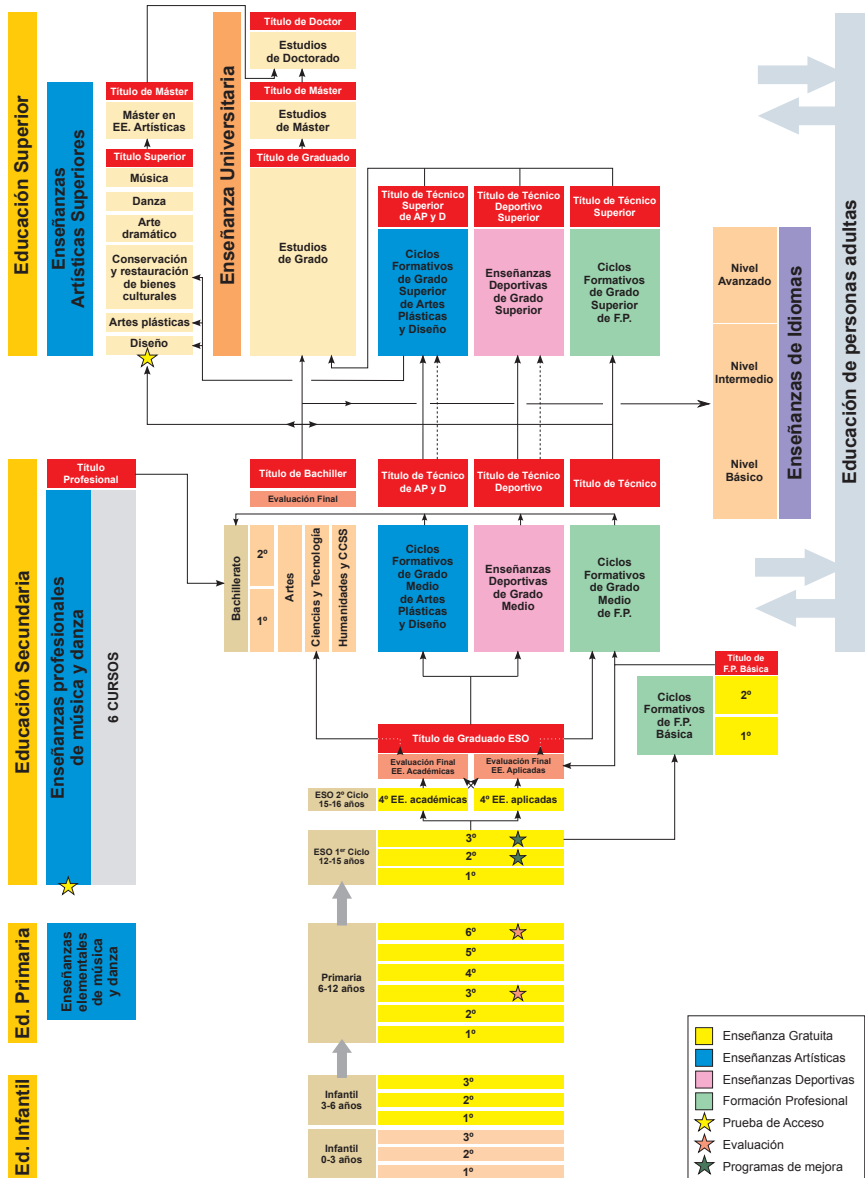 Educación Superior
Enseñanzas
Artísticas Superiores
Título de Máster
Máster en
EE. Artísticas
Título Superior
Música
Danza
Arte
dramático
Conservación
y restauración
de bienes
culturales
Artes plásticas
Diseño
Enseñanza Universitaria
Título de Doctor
Estudios
de Doctorado
Título de Máster
Estudios
de Máster
Título de Graduado
Estudios
de Grado
Título de Técnico
Superior
de AP y D
Ciclos
Formativos
de Grado
Superior
de Artes
Plásticas
y Diseño
Título de Técnico
Deportivo
Superior
Enseñanzas
Deportivas
de Grado
Superior
Título de Técnico
Superior
Ciclos
Formativos
de Grado
Superior
de F.P.
Nivel
Avanzado
Nivel
Intermedio
Nivel
Básico
Enseñanzas de Idiomas
Educación de personas adultas
Educación Secundaria
Título
Profesional
Enseñanzas profesionales
de música y danza
6 CURSOS
Título de Bachiller
Evaluación Final
Bachillerato
2º
1º
Artes
Ciencias y Tecnología
Humanidades y CCSS
Título de Técnico
de AP y D
Ciclos
Formativos
de Grado
Medio
de Artes
Plásticas
y Diseño
Título de Técnico
Deportivo
Enseñanzas
Deportivas
de Grado
Medio
Título de Técnico
Ciclos
Formativos
de Grado
Medio
de F.P.
Título de
F.P. Básica
Ciclos
Formativos
de F.P.
Básica
2º
1º
Título de Graduado ESO
Evaluación Final
EE. Académicas
Evaluación Final
EE. Aplicadas
ESO 2º Ciclo
15-16 años
4º EE. académicas
4º EE. aplicadas
ESO 1er Ciclo
12-15 años
3º
2º
1º
Ed. Primaria
Enseñanzas
elementales
de música
y danza
Primaria
6-12 años
6º
5º
4º
3º
2º
1º
Ed. Infantil
Infantil
3-6 años
3º
2º
1º
Infantil
0-3 años
3º
2º
1º
Enseñanza Gratuita
Enseñanzas Artísticas
Enseñanzas Deportivas
Formación Profesional
Prueba de Acceso
Evaluación
Programas de mejora